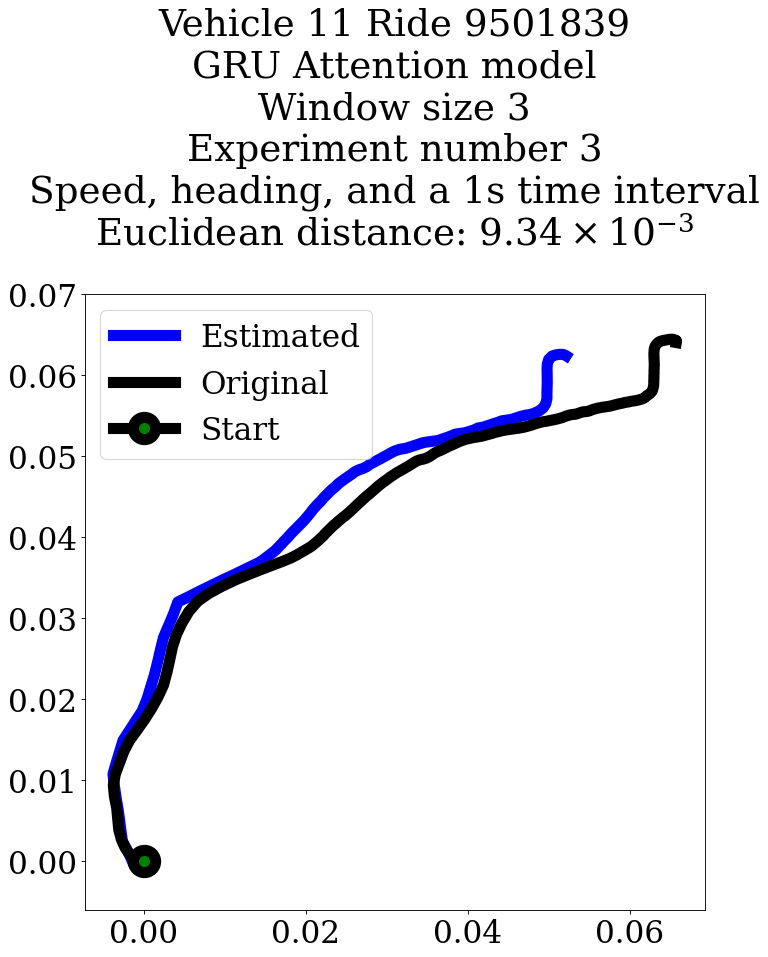 Vehicle 11 Ride 9501839
GRU Attention model
Window size 3
Experiment number 3
Speed, heading, and a 1s time interval
Euclidean distance: 9.34 × 10⁻³
0.07
0.06
0.05
0.04
0.03
0.02
0.01
0.00
Estimated
Original
Start
0.00 0.02 0.04 0.06